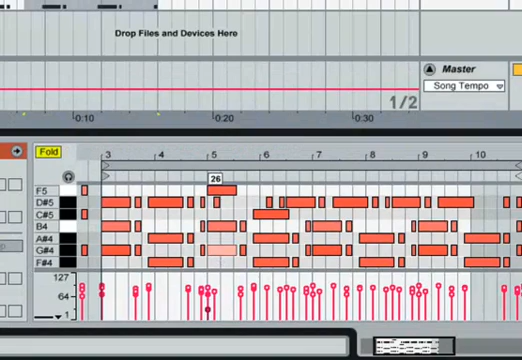 Drop Files and Devices Here
Master
Song Tempo
1/2
0:10
0:20
0:30
Fold
3
4
5
6
7
8
9
10
26
F5
D#5
C#5
B4
A#4
G#4
F#4
127
64
1